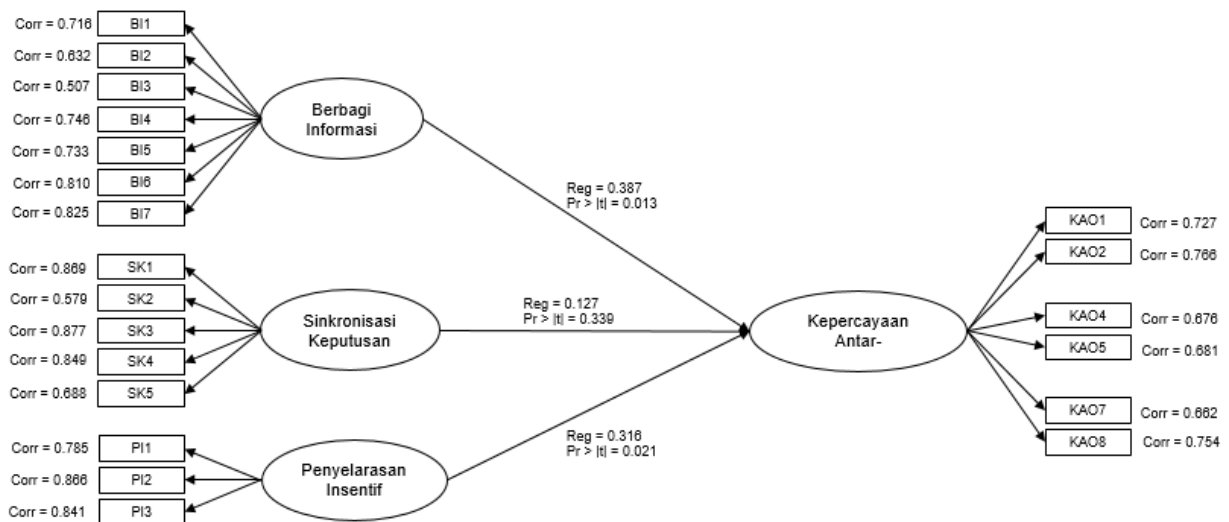 Corr = 0.716 BI1
Corr = 0.632 BI2
Corr = 0.507 BI3
Corr = 0.746 BI4
Corr = 0.733 BI5
Corr = 0.810 BI6
Corr = 0.825 BI7
Berbagi
Informasi
Reg = 0.387
Pr > |t| = 0.013
Corr = 0.869 SK1
Corr = 0.579 SK2
Corr = 0.877 SK3
Corr = 0.849 SK4
Corr = 0.688 SK5
Sinkronisasi
Keputusan
Reg = 0.127
Pr > |t| = 0.339
Corr = 0.785 PI1
Corr = 0.866 PI2
Corr = 0.841 PI3
Penyelarasan
Insentif
Reg = 0.316
Pr > |t| = 0.021
Kepercayaan
Antar-
KAO1 Corr = 0.727
KAO2 Corr = 0.766
KAO4 Corr = 0.676
KAO5 Corr = 0.681
KAO7 Corr = 0.662
KAO8 Corr = 0.754